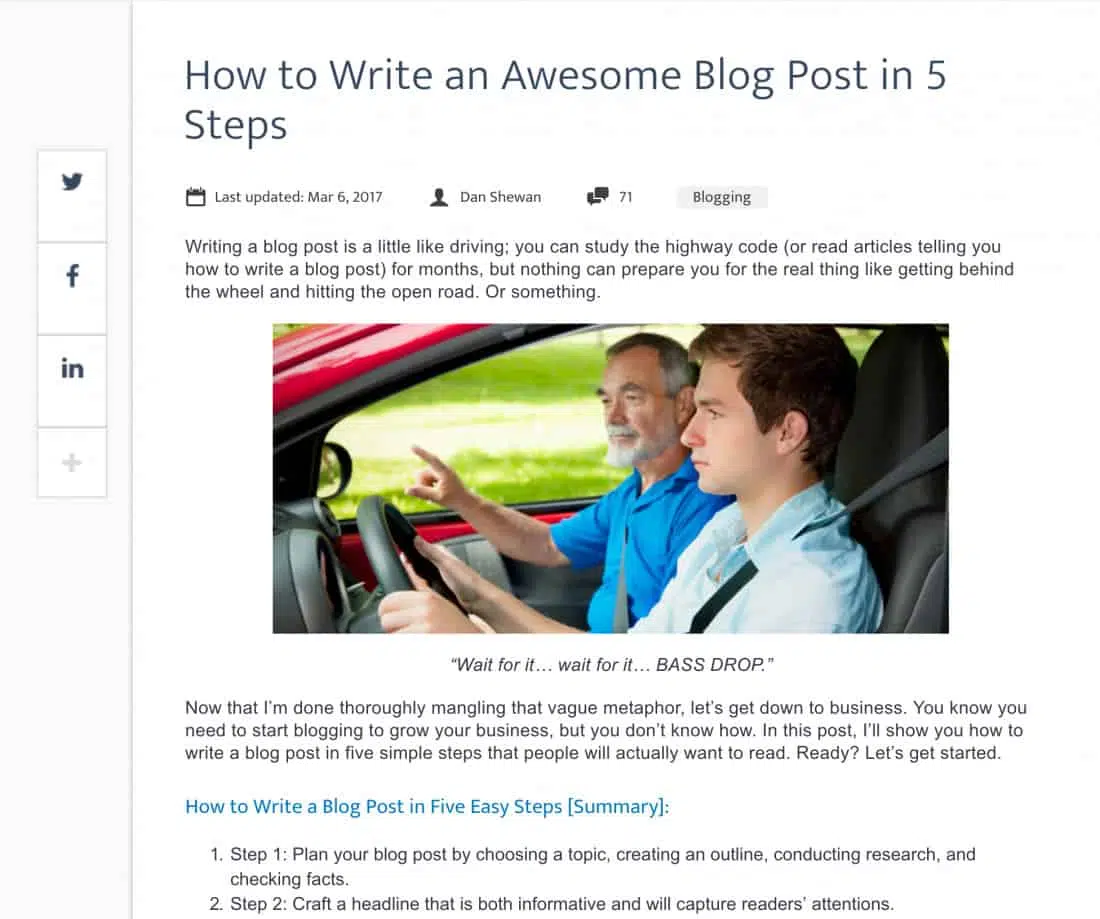 How to Write an Awesome Blog Post in 5
Steps
Last updated: Mar 6, 2017 Dan Shewan 71 Blogging
Writing a blog post is a little like driving; you can study the highway code (or read articles telling you
how to write a blog post) for months, but nothing can prepare you for the real thing like getting behind
the wheel and hitting the open road. Or something.
“Wait for it… wait for it… BASS DROP.”
Now that I’m done thoroughly mangling that vague metaphor, let’s get down to business. You know you
need to start blogging to grow your business, but you don’t know how. In this post, I’ll show you how to
write a blog post in five simple steps that people will actually want to read. Ready? Let’s get started.
How to Write a Blog Post in Five Easy Steps [Summary]:
1. Step 1: Plan your blog post by choosing a topic, creating an outline, conducting research, and
checking facts.
2. Step 2: Craft a headline that is both informative and will capture readers’ attentions.